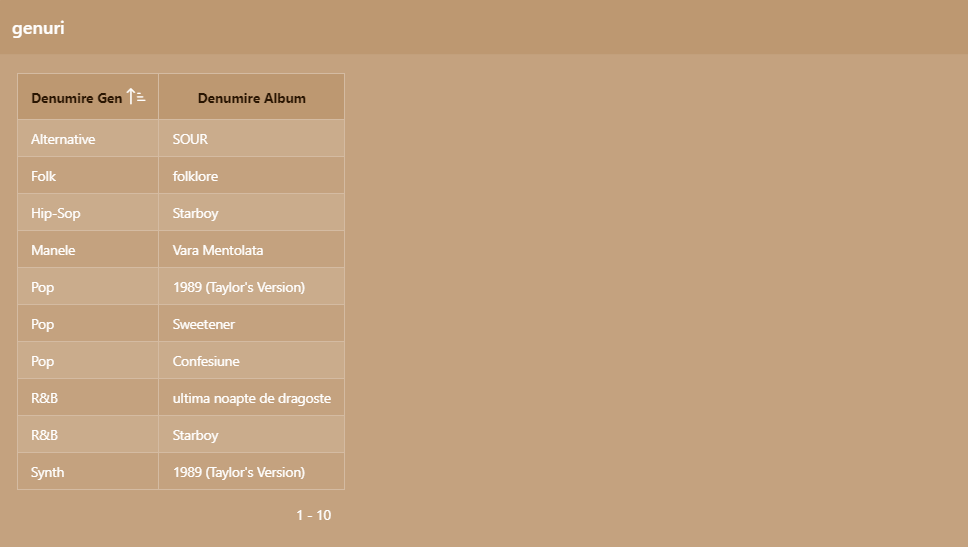 genuri
Denumire Gen Denumire Album
Alternative SOUR
Folk folklore
Hip-Sop Starboy
Manele Vara Mentolata
Pop 1989 (Taylor's Version)
Pop Sweetener
Pop Confesiune
R&B ultima noapte de dragoste
R&B Starboy
Synth 1989 (Taylor's Version)
1 - 10